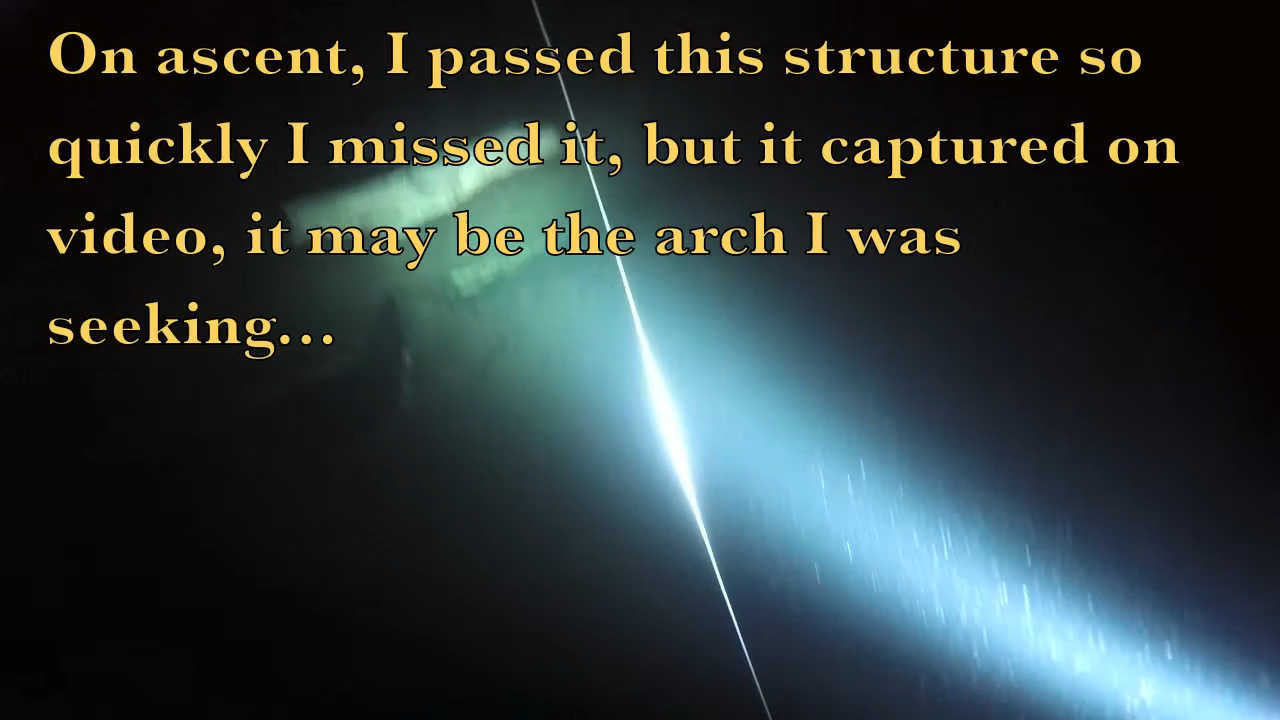 On ascent, I passed this structure so
quickly I missed it, but it captured on
video, it may be the arch I was
seeking...